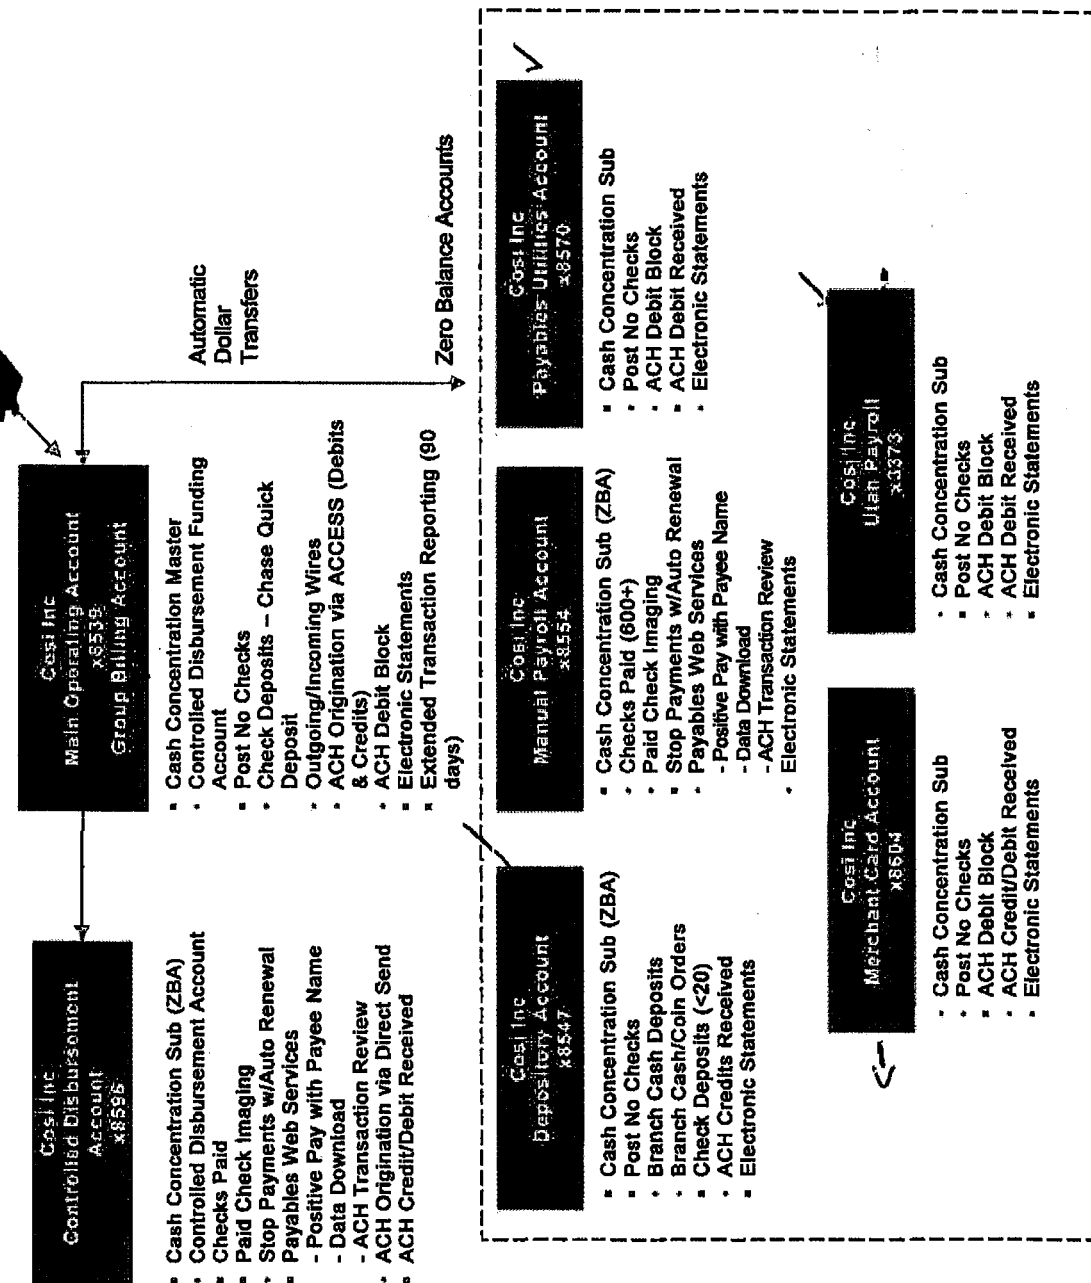 Cosi Inc
Controlled Disbursement
Account
x8596
▪ Cash Concentration Sub (ZBA)
▪ Controlled Disbursement Account
▪ Checks Paid
▪ Paid Check Imaging
▪ Stop Payments w/Auto Renewal
▪ Payables Web Services
- Positive Pay with Payee Name
- Data Download
- ACH Transaction Review
▪ ACH Origination via Direct Send
▪ ACH Credit/Debit Received
Cosi Inc
Main Operating Account
x8539
Group Billing Account
▪ Cash Concentration Master
▪ Controlled Disbursement Funding
Account
▪ Post No Checks
▪ Check Deposits – Chase Quick
Deposit
▪ Outgoing/Incoming Wires
▪ ACH Origination via ACCESS (Debits
& Credits)
▪ ACH Debit Block
▪ Electronic Statements
▪ Extended Transaction Reporting (90
days)
Automatic
Dollar
Transfers
Zero Balance Accounts
Cosi Inc
Depository Account
x8547
▪ Cash Concentration Sub (ZBA)
▪ Post No Checks
▪ Branch Cash Deposits
▪ Branch Cash/Coin Orders
▪ Check Deposits (<20)
▪ ACH Credits Received
▪ Electronic Statements
Cosi Inc
Manual Payroll Account
x8554
▪ Cash Concentration Sub (ZBA)
▪ Checks Paid (600+)
▪ Paid Check Imaging
▪ Stop Payments w/Auto Renewal
▪ Payables Web Services
- Positive Pay with Payee Name
- Data Download
- ACH Transaction Review
▪ Electronic Statements
Cosi Inc
Payables Utilities Account
x8570
▪ Cash Concentration Sub
▪ Post No Checks
▪ ACH Debit Block
▪ ACH Debit Received
▪ Electronic Statements
Cosi Inc
Merchant Card Account
x8604
▪ Cash Concentration Sub
▪ Post No Checks
▪ ACH Debit Block
▪ ACH Credit/Debit Received
▪ Electronic Statements
Cosi Inc
Utah Payroll
▪ Cash Concentration Sub
▪ Post No Checks
▪ ACH Debit Block
▪ ACH Debit Received
▪ Electronic Statements